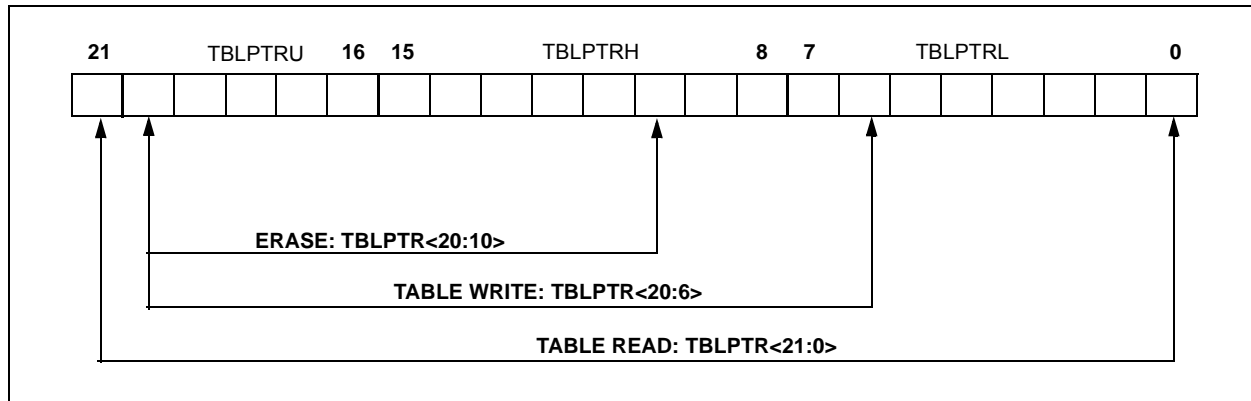 21 TBLPTRU 16 15 TBLPTRH 8 7 TBLPTRL 0
ERASE: TBLPTR<20:10>
TABLE WRITE: TBLPTR<20:6>
TABLE READ: TBLPTR<21:0>